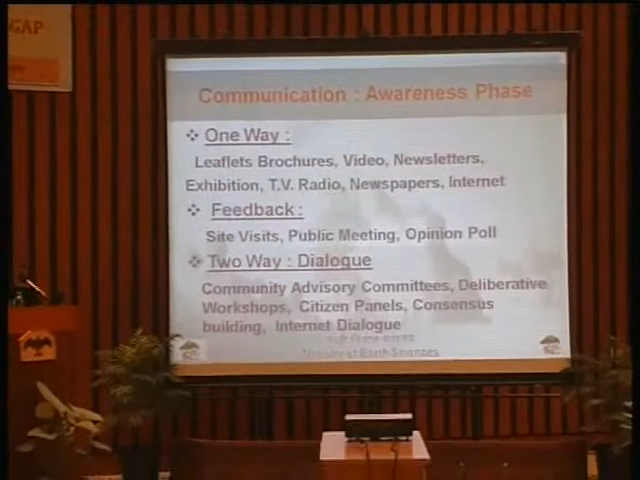 GAP
Communication : Awareness Phase
One Way :
Leaflets Brochures, Video, Newsletters,
Exhibition, T.V. Radio, Newspapers, Internet
Feedback :
Site Visits, Public Meeting, Opinion Poll
Two Way : Dialogue
Community Advisory Committees, Deliberative
Workshops, Citizen Panels, Consensus
building, Internet Dialogue
Ministry of Earth Sciences